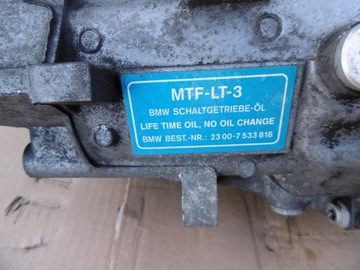 MTF-LT-3
BMW SCHALTGETRIEBE-ÖL
LIFE TIME OIL, NO OIL CHANGE
BMW BEST.-NR.: 23 00-7 533 818